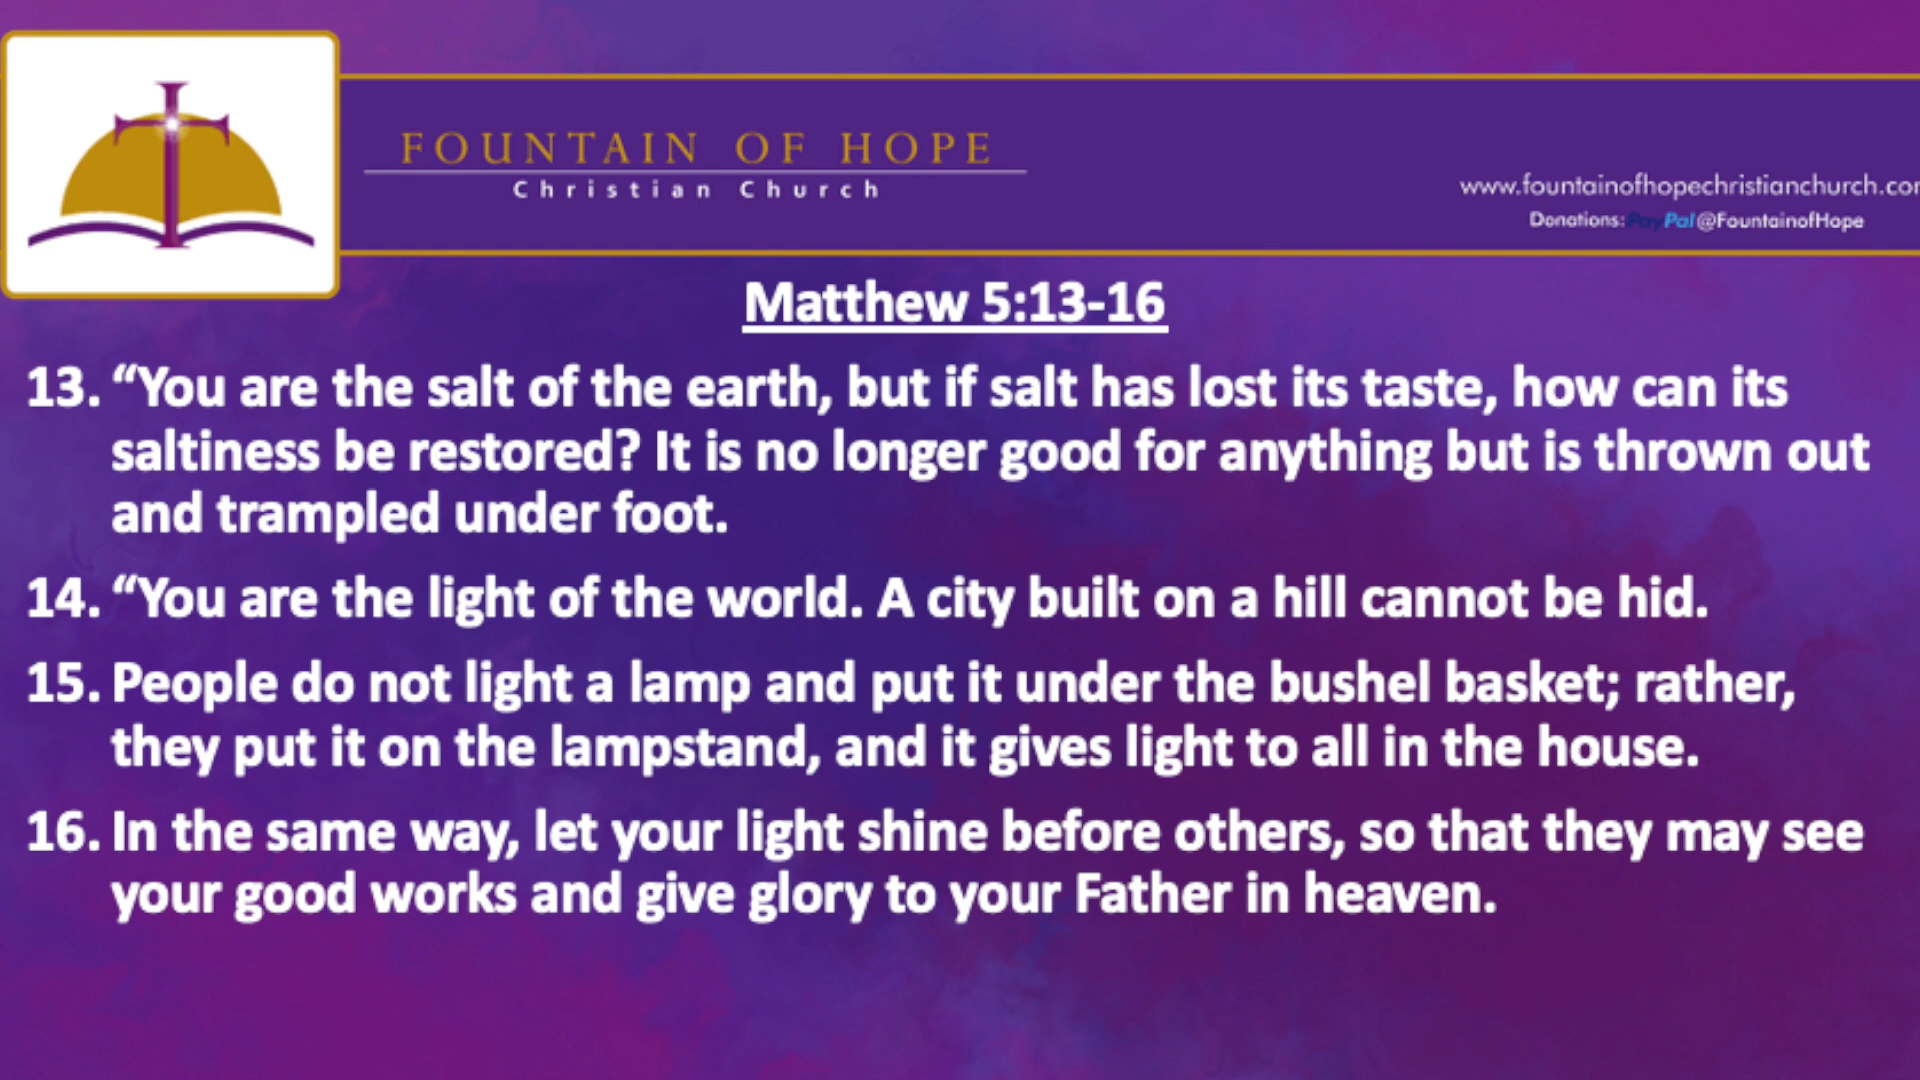 FOUNTAIN OF HOPE
Christian Church
www.fountainofhopechristianchurch.co
Donations: PayPal@FountainofHope
Matthew 5:13-16
13. “You are the salt of the earth, but if salt has lost its taste, how can its
saltiness be restored? It is no longer good for anything but is thrown out
and trampled under foot.
14. “You are the light of the world. A city built on a hill cannot be hid.
15. People do not light a lamp and put it under the bushel basket; rather,
they put it on the lampstand, and it gives light to all in the house.
16. In the same way, let your light shine before others, so that they may see
your good works and give glory to your Father in heaven.